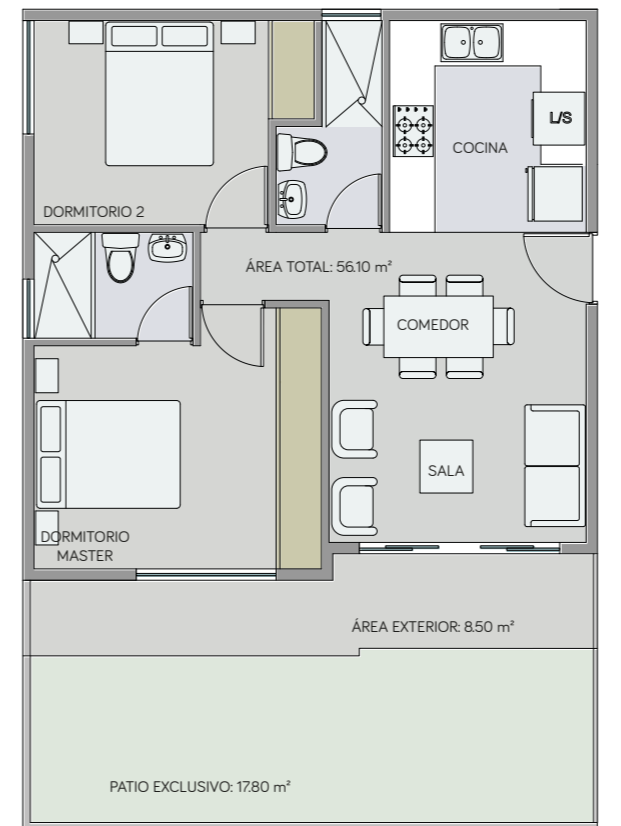 L/S
COCINA
DORMITORIO 2
ÁREA TOTAL: 56.10 m²
COMEDOR
SALA
DORMITORIO
MASTER
ÁREA EXTERIOR: 8.50 m²
PATIO EXCLUSIVO: 17.80 m²